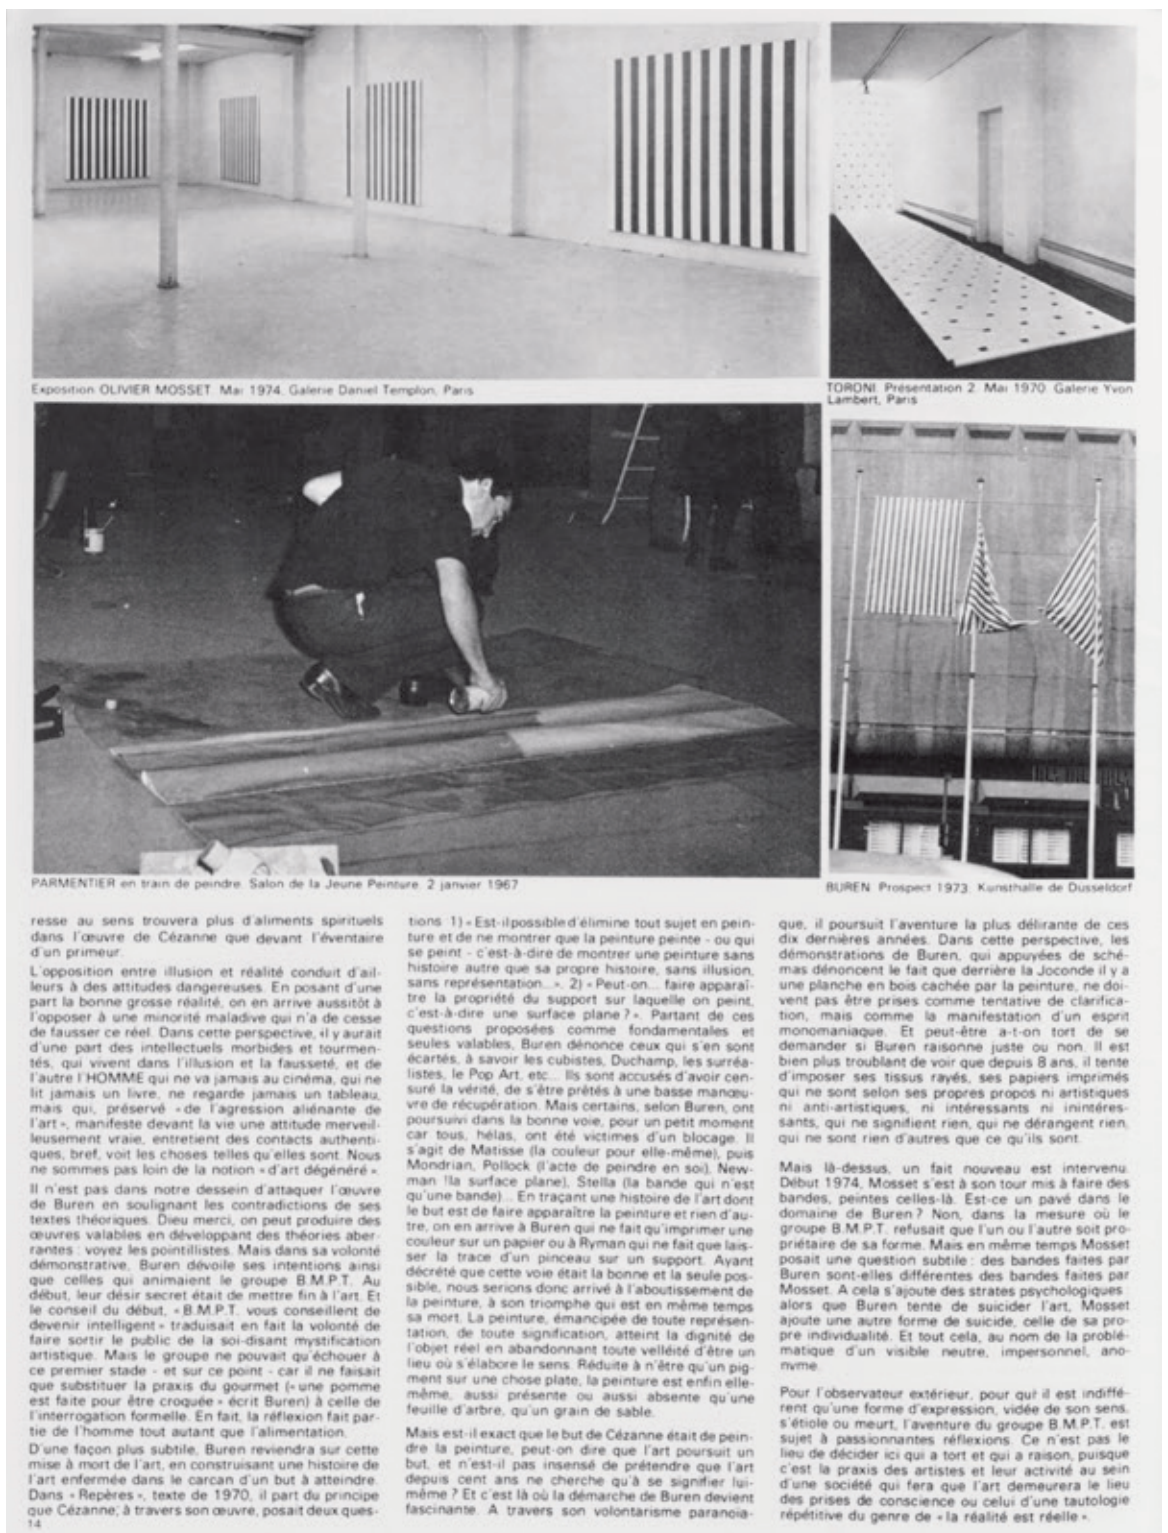 Exposition OLIVIER MOSSET. Mai 1974. Galerie Daniel Templon, Paris
TORONI. Présentation 2. Mai 1970. Galerie Yvon
Lambert, Paris
PARMENTIER en train de peindre. Salon de la Jeune Peinture. 2 janvier 1967
BUREN. Prospect 1973. Kunsthalle de Dusseldorf
resse au sens trouvera plus d'aliments spirituels
dans l'œuvre de Cézanne que devant l'éventaire
d'un primeur.
L'opposition entre illusion et réalité conduit d'ail-
leurs à des attitudes dangereuses. En posant d'une
part la bonne grosse réalité, on en arrive aussitôt à
l'opposer à une minorité maladive qui n'a de cesse
de fausser ce réel. Dans cette perspective, il y aurait
d'une part des intellectuels morbides et tourmen-
tés, qui vivent dans l'illusion et la fausseté, et de
l'autre l'HOMME qui ne va jamais au cinéma, qui ne
lit jamais un livre, ne regarde jamais un tableau,
mais qui, préservé « de l'agression aliénante de
l'art », manifeste devant la vie une attitude merveil-
leusement vraie, entretient des contacts authenti-
ques, bref, voit les choses telles qu'elles sont. Nous
ne sommes pas loin de la notion « d'art dégénéré ».
Il n'est pas dans notre dessein d'attaquer l'œuvre
de Buren en soulignant les contradictions de ses
textes théoriques. Dieu merci, on peut produire des
œuvres valables en développant des théories aber-
rantes : voyez les pointillistes. Mais dans sa volonté
démonstrative, Buren dévoile ses intentions ainsi
que celles qui animaient le groupe B.M.P.T. Au
début, leur désir secret était de mettre fin à l'art. Et
le conseil du début, « B.M.P.T. vous conseillent de
devenir intelligent » traduisait en fait la volonté de
faire sortir le public de la soi-disant mystification
artistique. Mais le groupe ne pouvait qu'échouer à
ce premier stade - et sur ce point - car il ne faisait
que substituer la praxis du gourmet (« une pomme
est faite pour être croquée » écrit Buren) à celle de
l'interrogation formelle. En fait, la réflexion fait par-
tie de l'homme tout autant que l'alimentation.
D'une façon plus subtile, Buren reviendra sur cette
mise à mort de l'art, en construisant une histoire de
l'art enfermée dans le carcan d'un but à atteindre.
Dans « Repères », texte de 1970, il part du principe
que Cézanne, à travers son œuvre, posait deux ques-
14
tions 1) « Est-il possible d'élimine tout sujet en pein-
ture et de ne montrer que la peinture peinte - ou qui
se peint - c'est-à-dire de montrer une peinture sans
histoire autre que sa propre histoire, sans illusion,
sans représentation... ». 2) « Peut-on... faire apparaî-
tre la propriété du support sur laquelle on peint,
c'est-à-dire une surface plane ? ». Partant de ces
questions proposées comme fondamentales et
seules valables, Buren dénonce ceux qui s'en sont
écartés, à savoir les cubistes, Duchamp, les surréa-
listes, le Pop Art, etc... Ils sont accusés d'avoir cen-
suré la vérité, de s'être prêtés à une basse manœu-
vre de récupération. Mais certains, selon Buren, ont
poursuivi dans la bonne voie, pour un petit moment
car tous, hélas, ont été victimes d'un blocage. Il
s'agit de Matisse (la couleur pour elle-même), puis
Mondrian, Pollock (l'acte de peindre en soi), New-
man !la surface plane), Stella (la bande qui n'est
qu'une bande)... En traçant une histoire de l'art dont
le but est de faire apparaître la peinture et rien d'au-
tre, on en arrive à Buren qui ne fait qu'imprimer une
couleur sur un papier ou à Ryman qui ne fait que lais-
ser la trace d'un pinceau sur un support. Ayant
décrété que cette voie était la bonne et la seule pos-
sible, nous serions donc arrivé à l'aboutissement de
la peinture, à son triomphe qui est en même temps
sa mort. La peinture, émancipée de toute représen-
tation, de toute signification, atteint la dignité de
l'objet réel en abandonnant toute velléité d'être un
lieu où s'élabore le sens. Réduite à n'être qu'un pig-
ment sur une chose plate, la peinture est enfin elle-
même, aussi présente ou aussi absente qu'une
feuille d'arbre, qu'un grain de sable.
Mais est-il exact que le but de Cézanne était de pein-
dre la peinture, peut-on dire que l'art poursuit un
but, et n'est-il pas insensé de prétendre que l'art
depuis cent ans ne cherche qu'à se signifier lui-
même ? Et c'est là où la démarche de Buren devient
fascinante. A travers son volontarisme paranoïa-
que, il poursuit l'aventure la plus délirante de ces
dix dernières années. Dans cette perspective, les
démonstrations de Buren, qui appuyées de sché-
mas dénoncent le fait que derrière la Joconde il y a
une planche en bois cachée par la peinture, ne doi-
vent pas être prises comme tentative de clarifica-
tion, mais comme la manifestation d'un esprit
monomaniaque. Et peut-être a-t-on tort de se
demander si Buren raisonne juste ou non. Il est
bien plus troublant de voir que depuis 8 ans, il tente
d'imposer ses tissus rayés, ses papiers imprimés
qui ne sont selon ses propres propos ni artistiques
ni anti-artistiques, ni intéressants ni inintéres-
sants, qui ne signifient rien, qui ne dérangent rien,
qui ne sont rien d'autres que ce qu'ils sont.
Mais là-dessus, un fait nouveau est intervenu.
Début 1974, Mosset s'est à son tour mis à faire des
bandes, peintes celles-là. Est-ce un pavé dans le
domaine de Buren ? Non, dans la mesure où le
groupe B.M.P.T. refusait que l'un ou l'autre soit pro-
priétaire de sa forme. Mais en même temps Mosset
posait une question subtile : des bandes faites par
Buren sont-elles différentes des bandes faites par
Mosset. A cela s'ajoute des strates psychologiques :
alors que Buren tente de suicider l'art, Mosset
ajoute une autre forme de suicide, celle de sa pro-
pre individualité. Et tout cela, au nom de la problé-
matique d'un visible neutre, impersonnel, ano-
nyme.
Pour l'observateur extérieur, pour qui il est indiffé-
rent qu'une forme d'expression, vidée de son sens,
s'étiole ou meurt, l'aventure du groupe B.M.P.T. est
sujet à passionnantes réflexions. Ce n'est pas le
lieu de décider ici qui a tort et qui a raison, puisque
c'est la praxis des artistes et leur activité au sein
d'une société qui fera que l'art demeurera le lieu
des prises de conscience ou celui d'une tautologie
répétitive du genre de « la réalité est réelle ».